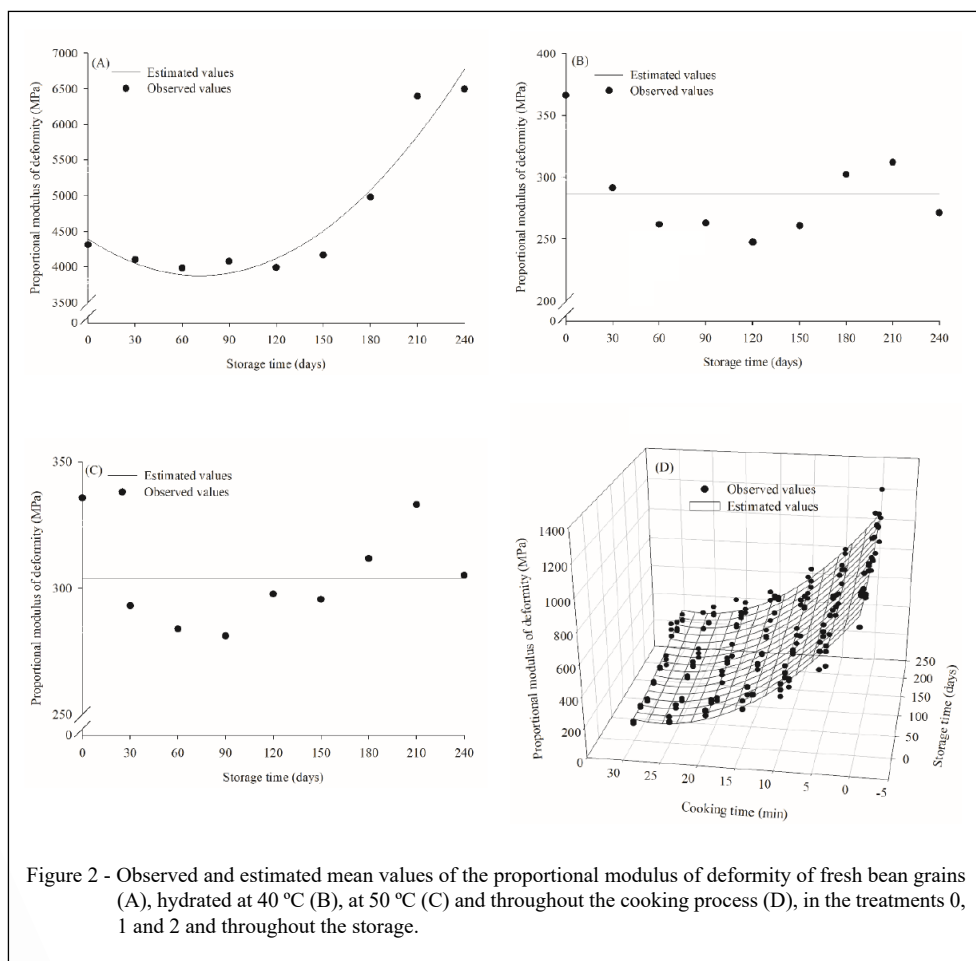 (A)
Estimated values
Observed values
Proportional modulus of deformity (MPa)
7000
6500
6000
5000
4000
3500
0
0 30 60 90 120 150 180 210 240
Storage time (days)
(B)
Estimated values
Observed values
Proportional modulus of deformity (MPa)
400
350
300
250
200
0
0 30 60 90 120 150 180 210 240
Storage time (days)
(C)
Estimated values
Observed values
Proportional modulus of deformity (MPa)
350
300
250
0
0 30 60 90 120 150 180 210 240
Storage time (days)
(D)
Observed values
Estimated values
Proportional modulus of deformity (MPa)
1400
1200
1000
800
600
400
200
0
30 25 20 15 10 5 0 -5
Cooking time (min)
250
200
150
100
50
0
Storage time (days)
Figure 2 - Observed and estimated mean values of the proportional modulus of deformity of fresh bean grains
(A), hydrated at 40 ºC (B), at 50 ºC (C) and throughout the cooking process (D), in the treatments 0,
1 and 2 and throughout the storage.